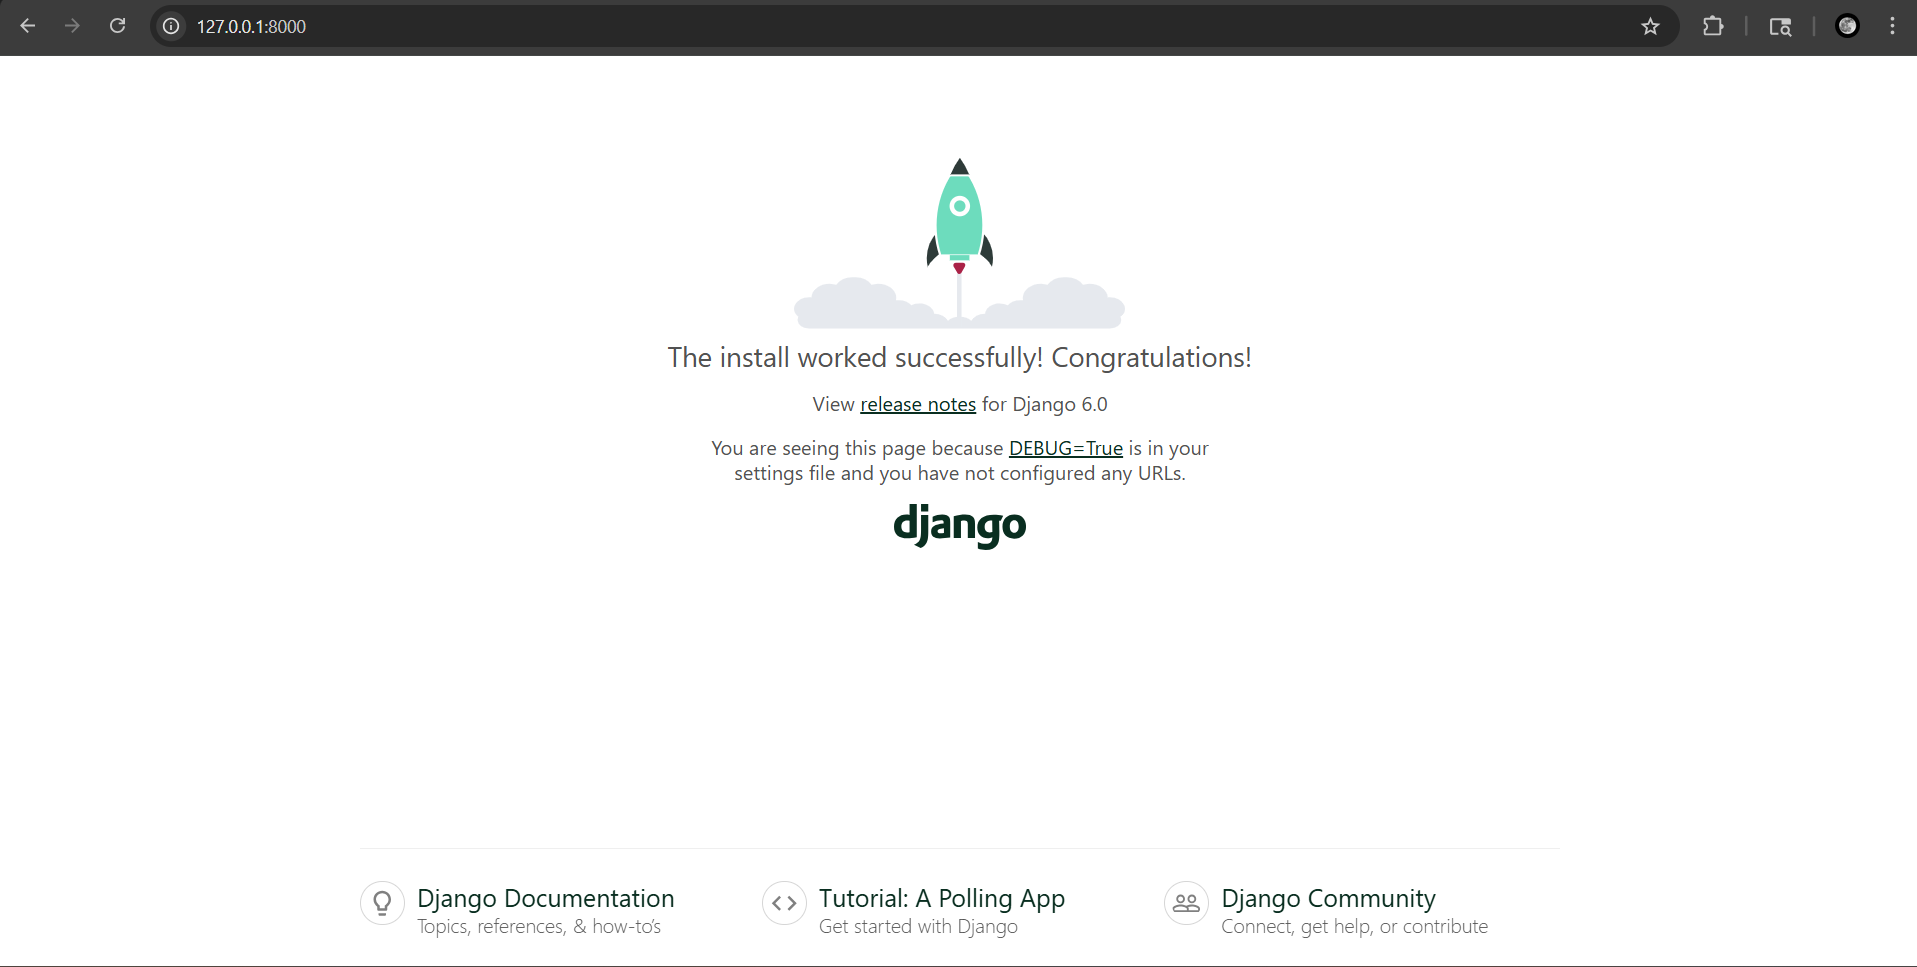 127.0.0.1:8000
The install worked successfully! Congratulations!
View release notes for Django 6.0
You are seeing this page because DEBUG=True is in your
settings file and you have not configured any URLs.
django
Django Documentation
Topics, references, & how-to’s
Tutorial: A Polling App
Get started with Django
Django Community
Connect, get help, or contribute